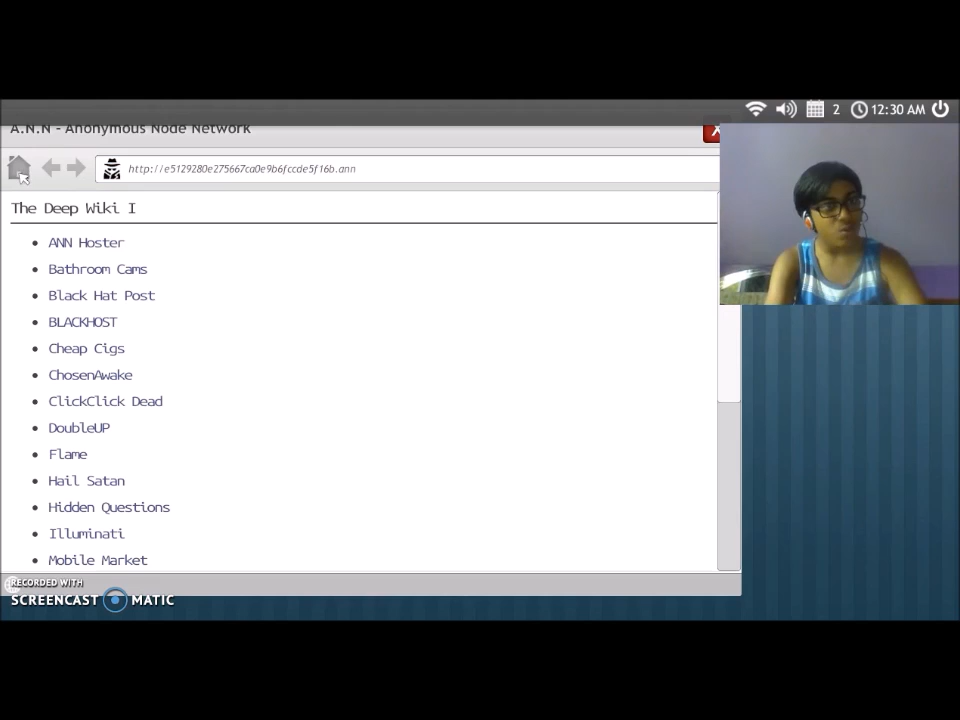 2 12:30 AM
A.N.N - Anonymous Node Network
X
http://e5129280e275667ca0e9b6fccde5f16b.ann
The Deep Wiki I
ANN Hoster
Bathroom Cams
Black Hat Post
BLACKHOST
Cheap Cigs
ChosenAwake
ClickClick Dead
DoubleUP
Flame
Hail Satan
Hidden Questions
Illuminati
Mobile Market
RECORDED WITH
SCREENCAST MATIC